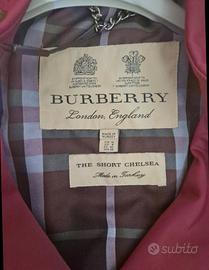 BURBERRY
London, England
THE SHORT CHELSEA
Made in Turkey
subito